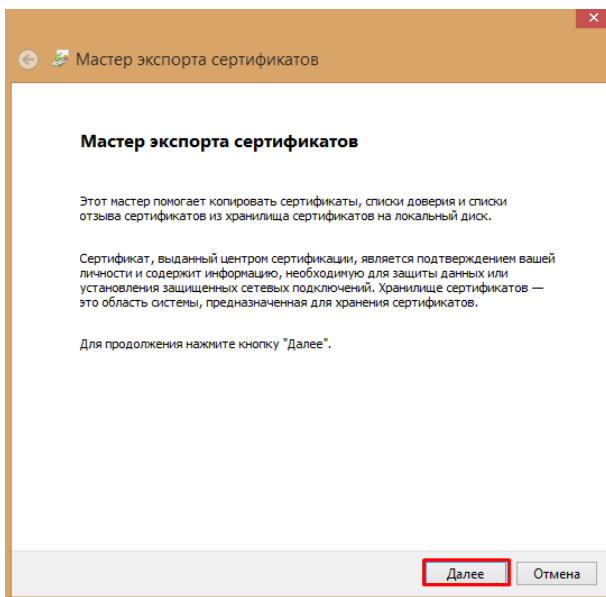 Мастер экспорта сертификатов
Мастер экспорта сертификатов
Этот мастер помогает копировать сертификаты, списки доверия и списки
отзыва сертификатов из хранилища сертификатов на локальный диск.
Сертификат, выданный центром сертификации, является подтверждением вашей
личности и содержит информацию, необходимую для защиты данных или
установления защищенных сетевых подключений. Хранилище сертификатов —
это область системы, предназначенная для хранения сертификатов.
Для продолжения нажмите кнопку "Далее".
Далее
Отмена